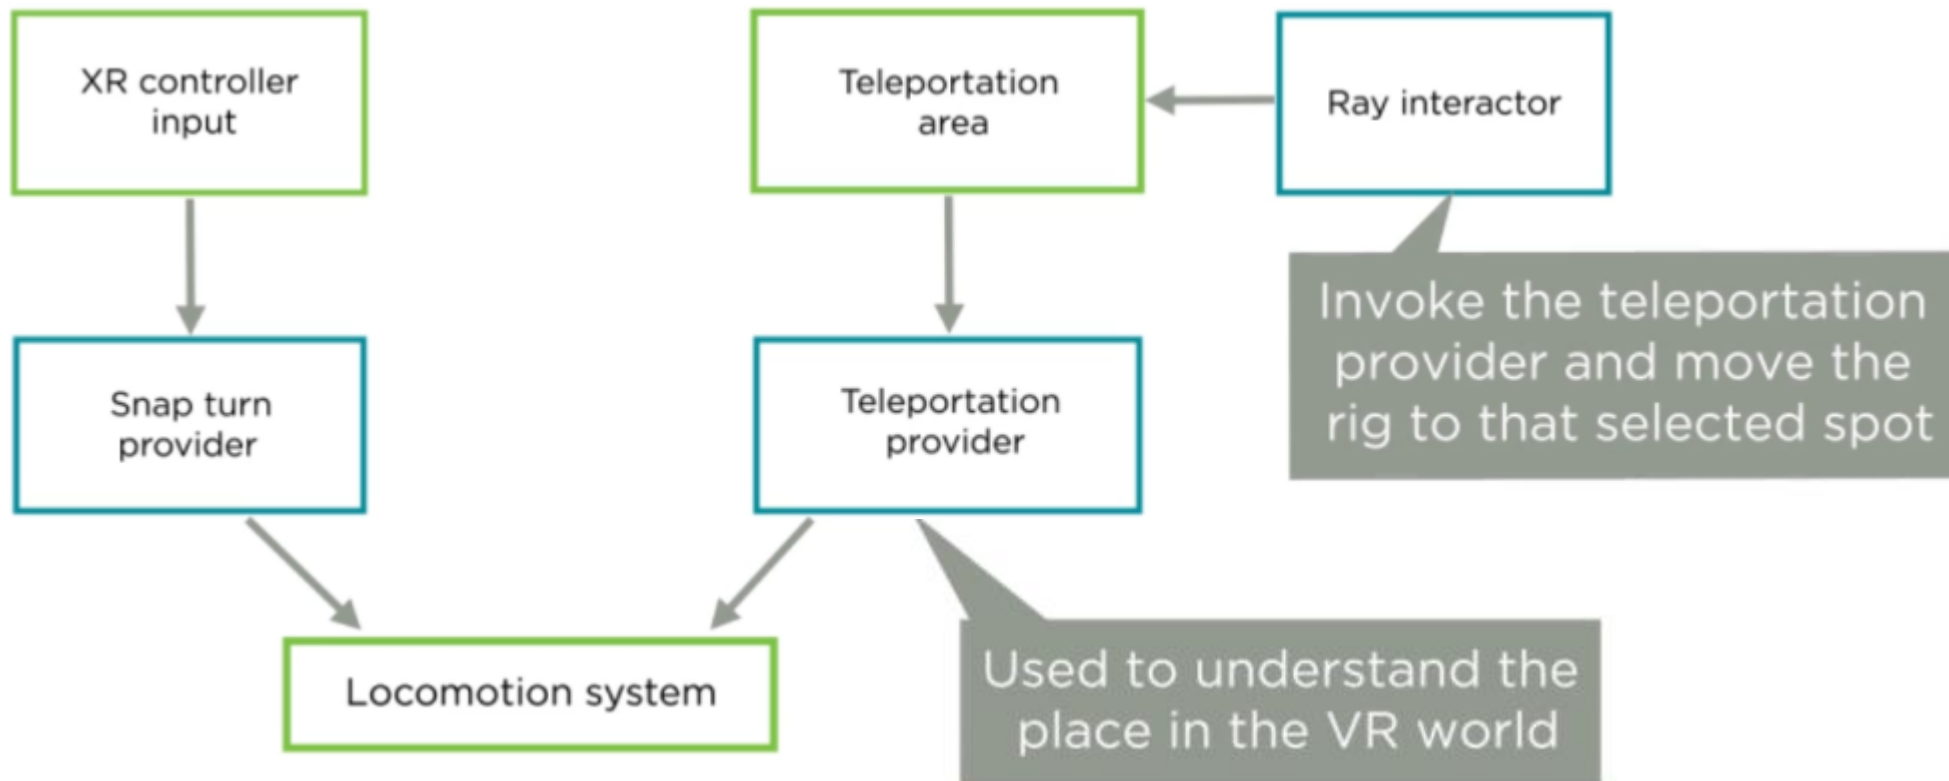 XR controller
input
Teleportation
area
Ray interactor
Invoke the teleportation
provider and move the
rig to that selected spot
Snap turn
provider
Teleportation
provider
Locomotion system
Used to understand the
place in the VR world